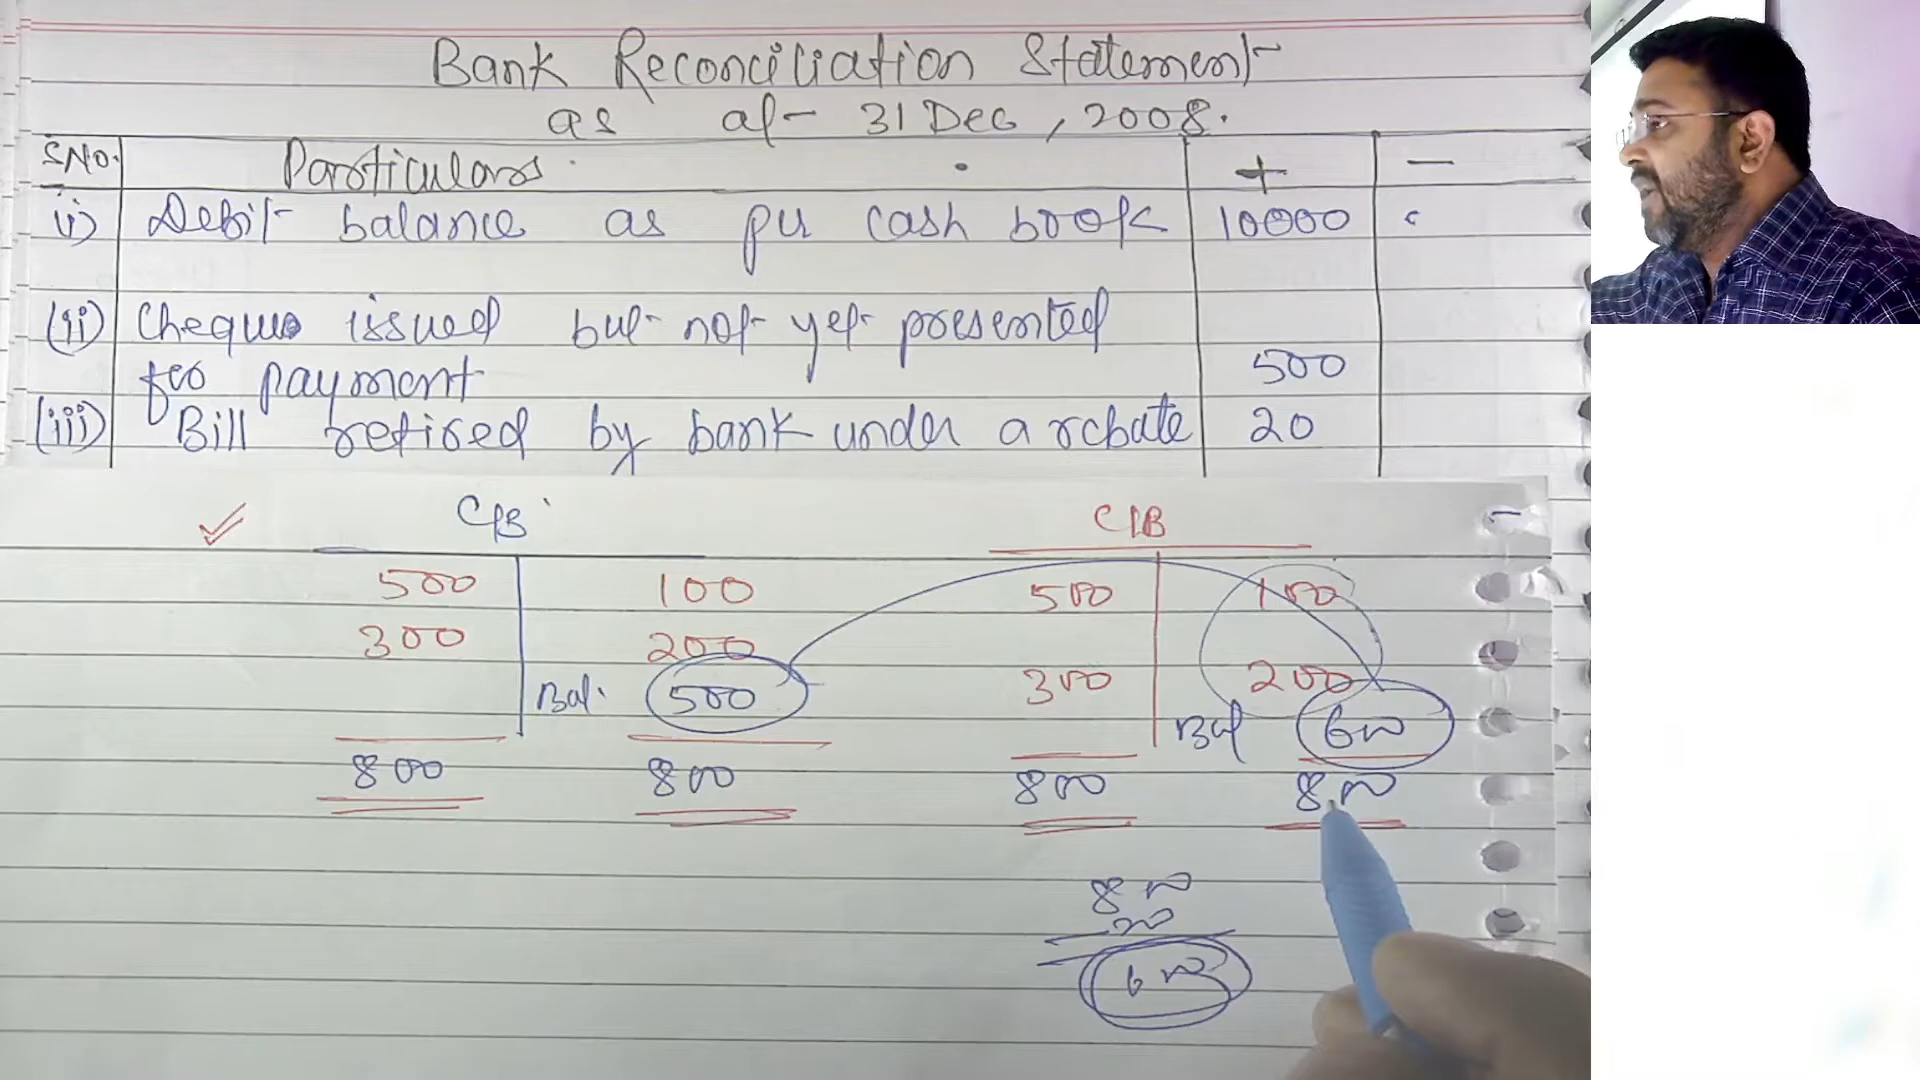 Bank Reconciliation Statement
as at 31 Dec, 2008.
S.No. Particulars + −
(i) Debit balance as per cash book 10000
(ii) Cheques issued but not yet presented
for payment 500
(iii) Bill retired by bank under a rebate 20
C/B C/B
500 100 500 100
300 200 300 200
Bal. 500 Bal 600
800 800 800 800
800
200
600